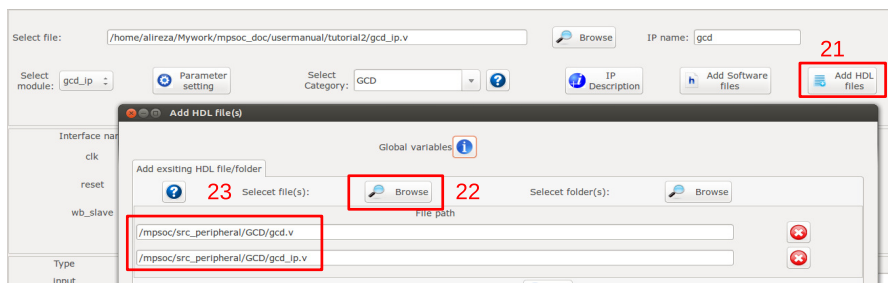 Select file: /home/alireza/Mywork/mpsoc_doc/usermanual/tutorial2/gcd_ip.v Browse IP name: gcd
21
Select module: gcd_ip Parameter setting Select Category: GCD IP Description Add Software files Add HDL files
Add HDL file(s)
Interface nar
Global variables
clk
Add exsiting HDL file/folder
reset
23 Selecet file(s): Browse 22 Selecet folder(s): Browse
wb_slave
File path
/mpsoc/src_peripheral/GCD/gcd.v
/mpsoc/src_peripheral/GCD/gcd_ip.v
Type
input